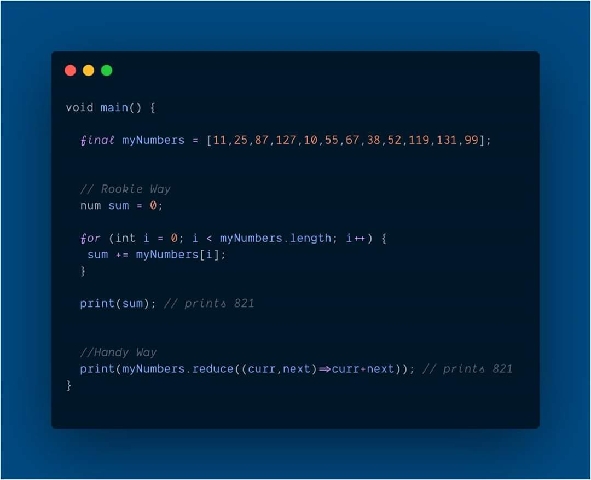 void main() {
final myNumbers = [11,25,87,127,10,55,67,38,52,119,131,99];
// Rookie Way
num sum = 0;
for (int i = 0; i < myNumbers.length; i++) {
sum += myNumbers[i];
}
print(sum); // prints 821
//Handy Way
print(myNumbers.reduce((curr,next)=>curr+next)); // prints 821
}